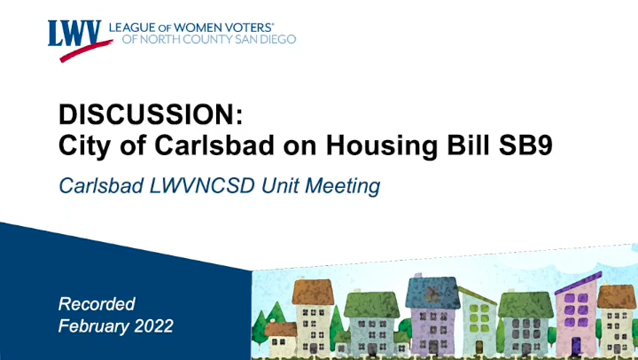 LWV LEAGUE OF WOMEN VOTERS®
OF NORTH COUNTY SAN DIEGO
DISCUSSION:
City of Carlsbad on Housing Bill SB9
Carlsbad LWVNCSD Unit Meeting
Recorded
February 2022